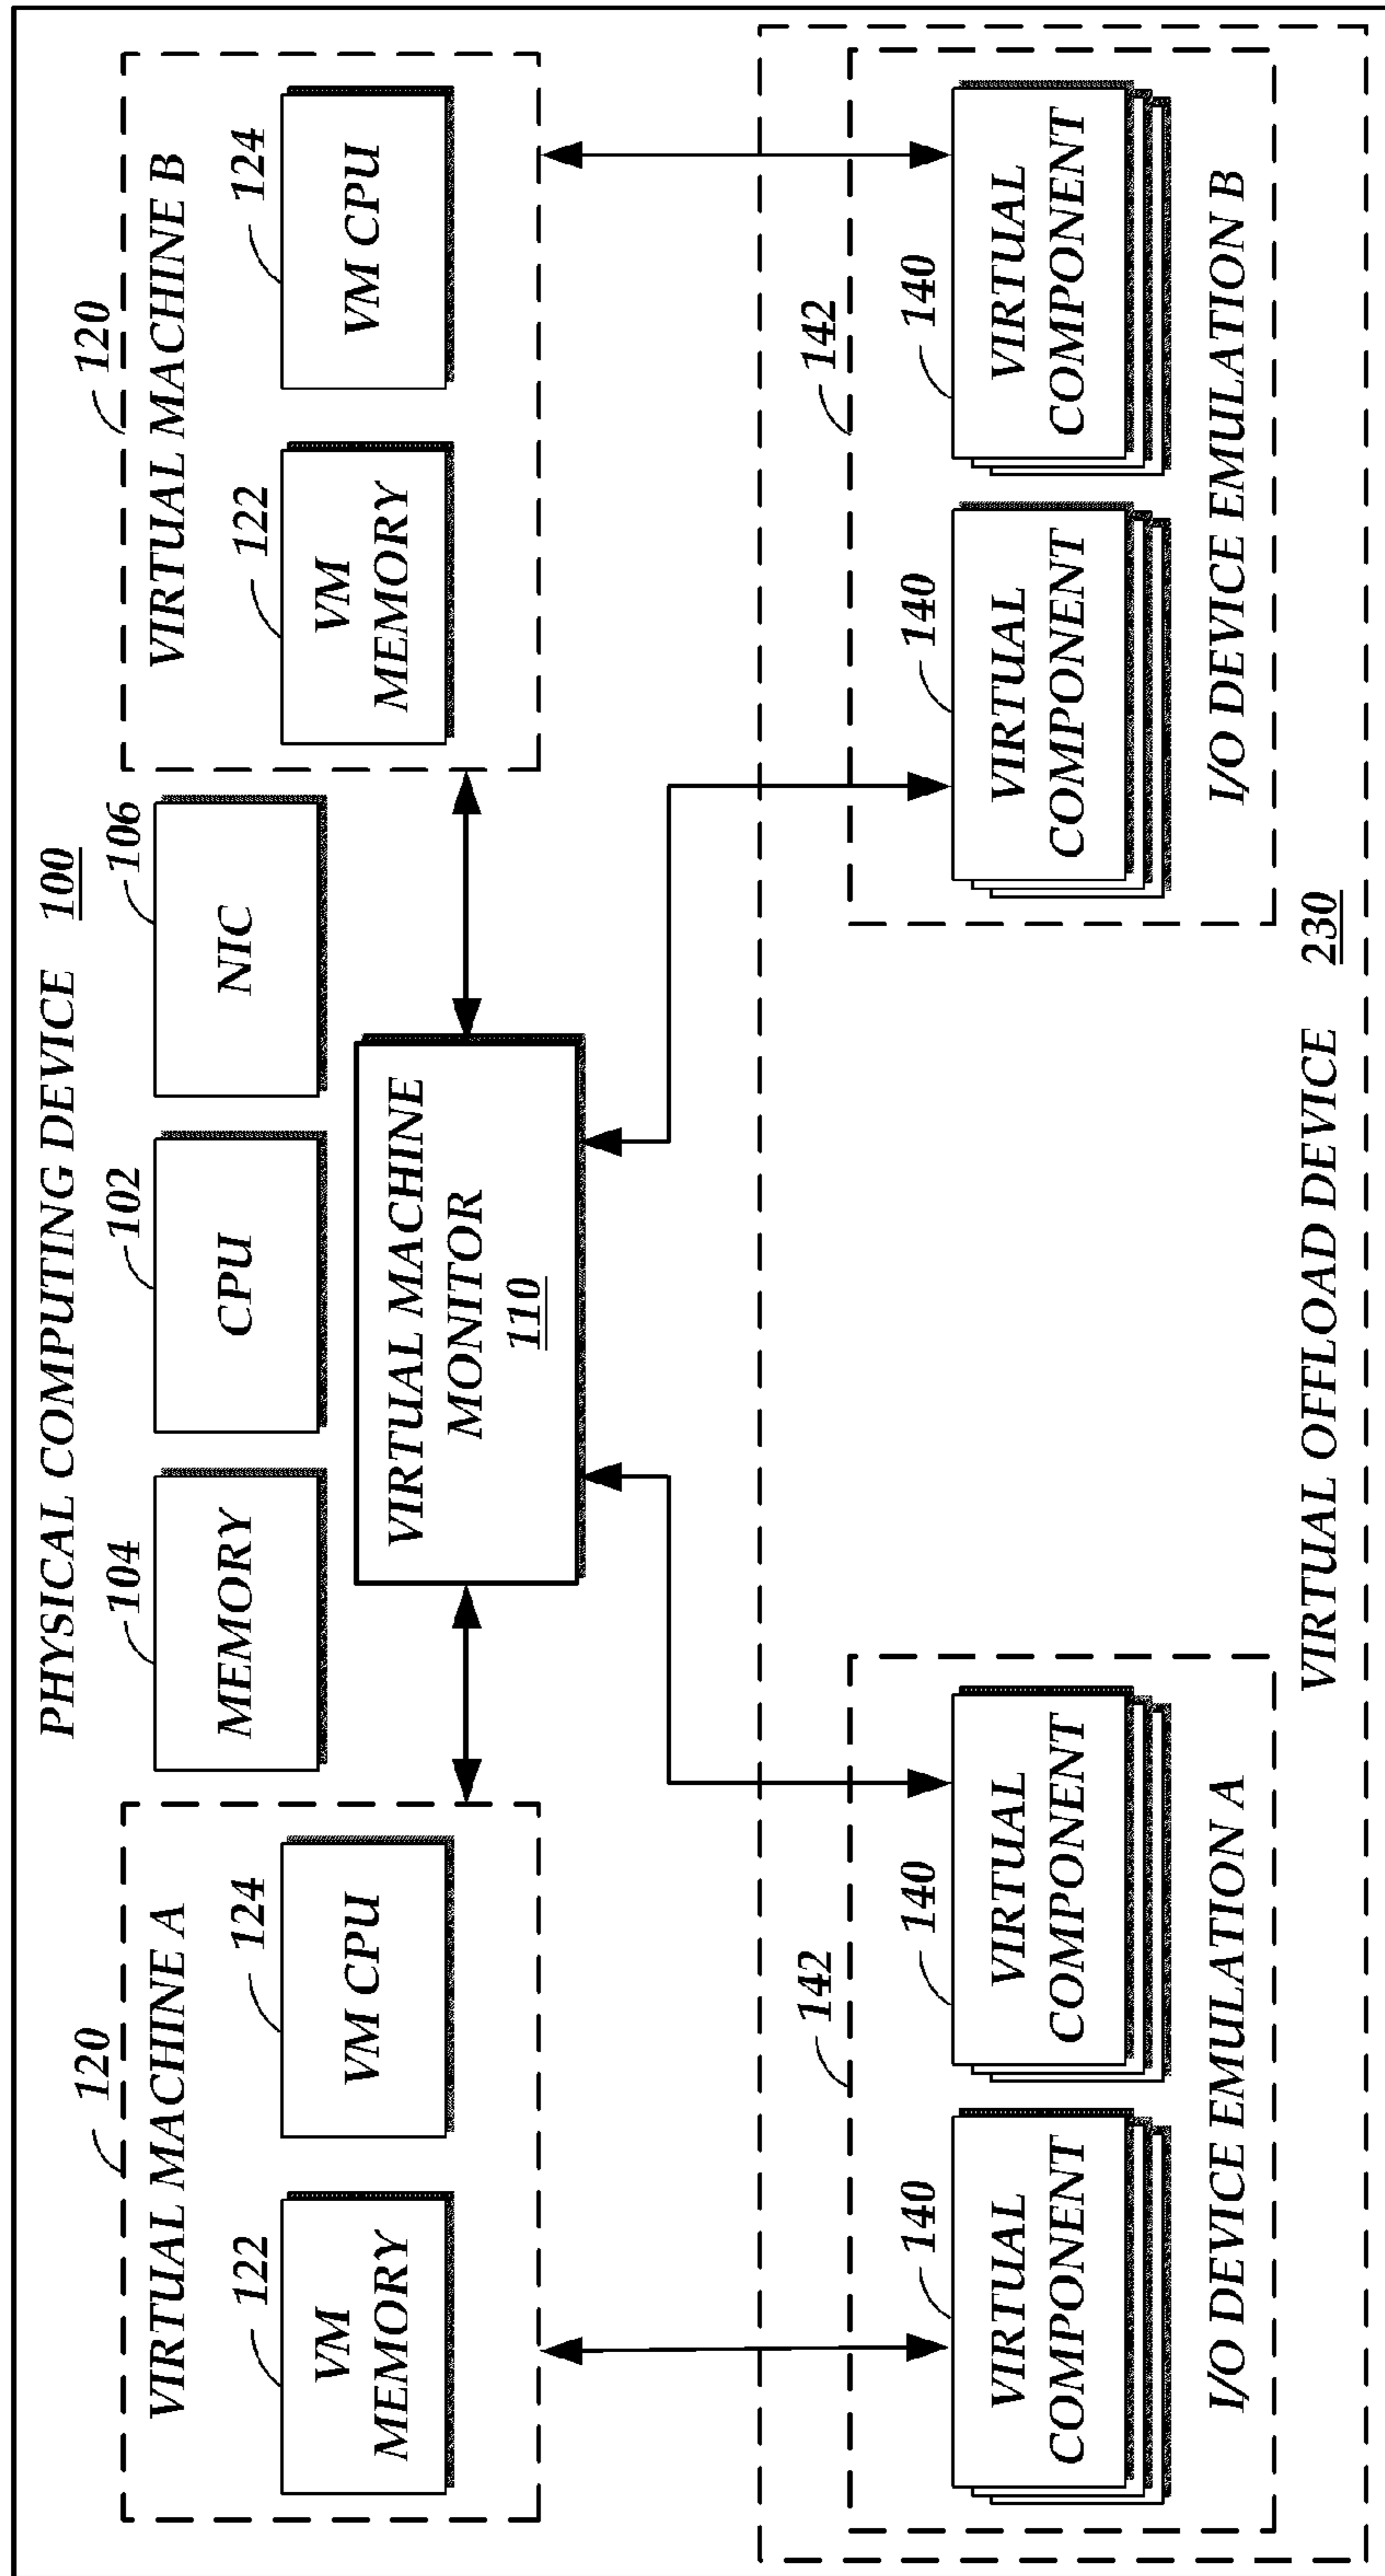 PHYSICAL COMPUTING DEVICE 100
120
VIRTUAL MACHINE A
122
VM
MEMORY
124
VM CPU
104
MEMORY
102
CPU
106
NIC
VIRTUAL MACHINE
MONITOR
110
120
VIRTUAL MACHINE B
122
VM
MEMORY
124
VM CPU
142
140
VIRTUAL
COMPONENT
140
VIRTUAL
COMPONENT
I/O DEVICE EMULATION A
142
140
VIRTUAL
COMPONENT
140
VIRTUAL
COMPONENT
I/O DEVICE EMULATION B
VIRTUAL OFFLOAD DEVICE 230